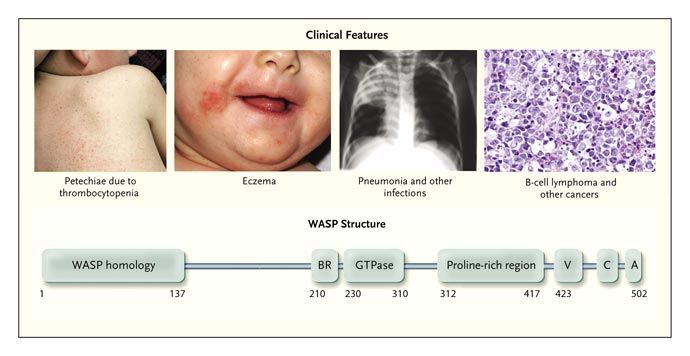 Clinical Features
Petechiae due to
thrombocytopenia
Eczema
Pneumonia and other
infections
B-cell lymphoma and
other cancers
WASP Structure
WASP homology
BR
GTPase
Proline-rich region
V
C
A
1
137
210
230
310
312
417
423
502